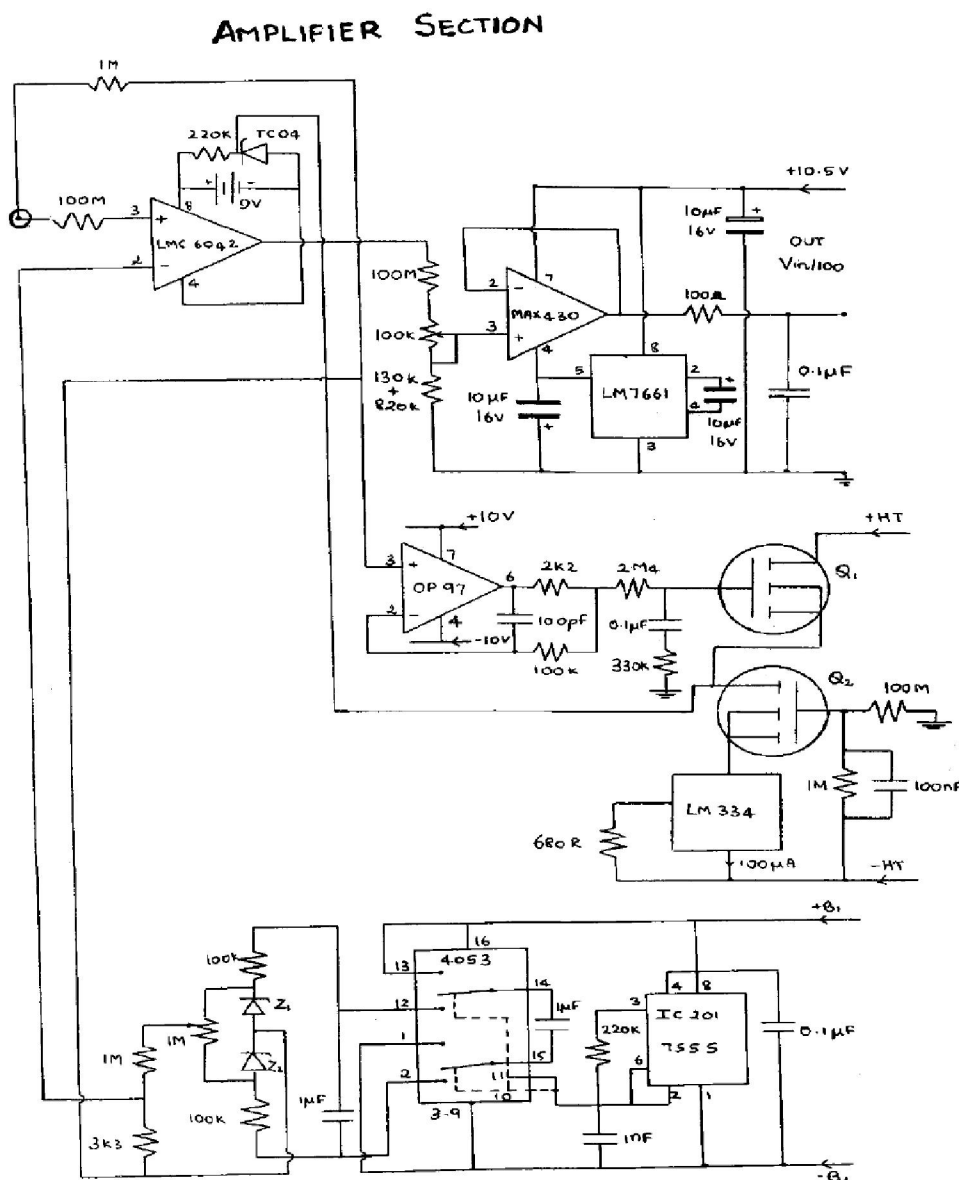 AMPLIFIER SECTION
1M
220K
TC04
+ -
9V
+10.5V
100M
3
+
8
LMC 6042
2
-
4
10µF
16V
+
OUT
Vin/100
100M
100K
130K
+
820K
2
-
7
MAX430
3
+
4
100Ω
5
8
LM7661
2
4
3
+
10µF
16V
0.1µF
10µF
16V
+
+10V
+HT
3
+
7
OP97
6
2
-
4
-10V
2K2
2M4
Q1
100pF
0.1µF
100K
330K
Q2
100M
1M
100nF
LM334
680R
100µA
-HT
+B1
16
4053
13
14
12
1
15
2
11
10
3-9
1µF
4
8
3
IC 201
7555
6
2
1
220K
0.1µF
100K
Z1
1M
1M
Z2
100K
1µF
3K3
1nF
-B1